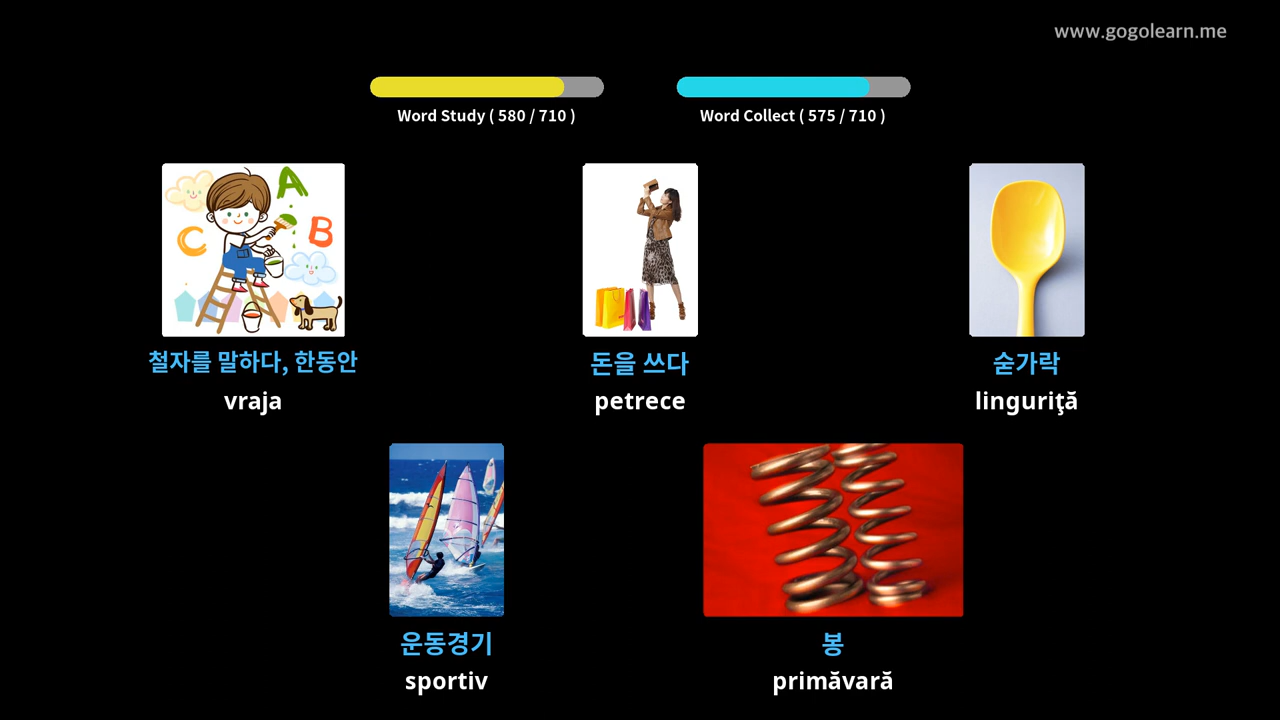 www.gogolearn.me
Word Study ( 580 / 710 )
Word Collect ( 575 / 710 )
A
B
C
철자를 말하다, 한동안
vraja
돈을 쓰다
petrece
숟가락
linguriţă
운동경기
sportiv
봉
primăvară